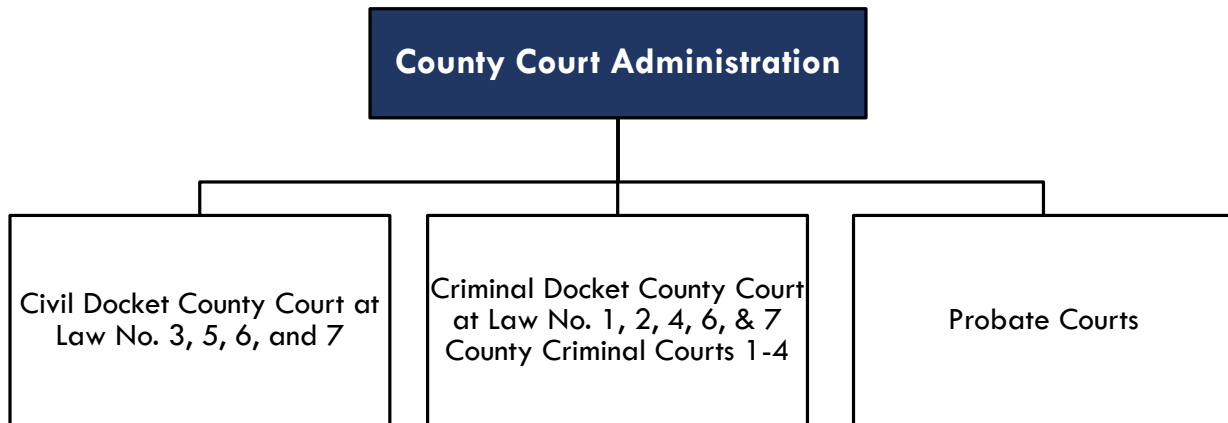 County Court Administration
Civil Docket County Court at
Law No. 3, 5, 6, and 7
Criminal Docket County Court
at Law No. 1, 2, 4, 6, & 7
County Criminal Courts 1-4
Probate Courts